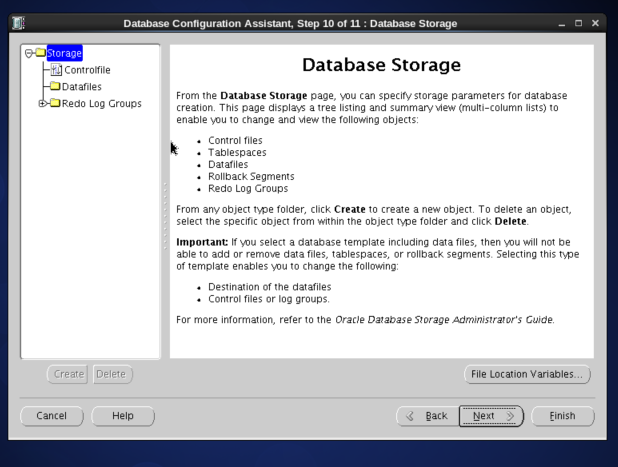 Database Configuration Assistant, Step 10 of 11 : Database Storage
Storage
Controlfile
Datafiles
Redo Log Groups
Database Storage
From the Database Storage page, you can specify storage parameters for database
creation. This page displays a tree listing and summary view (multi-column lists) to
enable you to change and view the following objects:
• Control files
• Tablespaces
• Datafiles
• Rollback Segments
• Redo Log Groups
From any object type folder, click Create to create a new object. To delete an object,
select the specific object from within the object type folder and click Delete.
Important: If you select a database template including data files, then you will not be
able to add or remove data files, tablespaces, or rollback segments. Selecting this type
of template enables you to change the following:
• Destination of the datafiles
• Control files or log groups.
For more information, refer to the Oracle Database Storage Administrator's Guide.
Create Delete
File Location Variables...
Cancel Help Back Next Finish